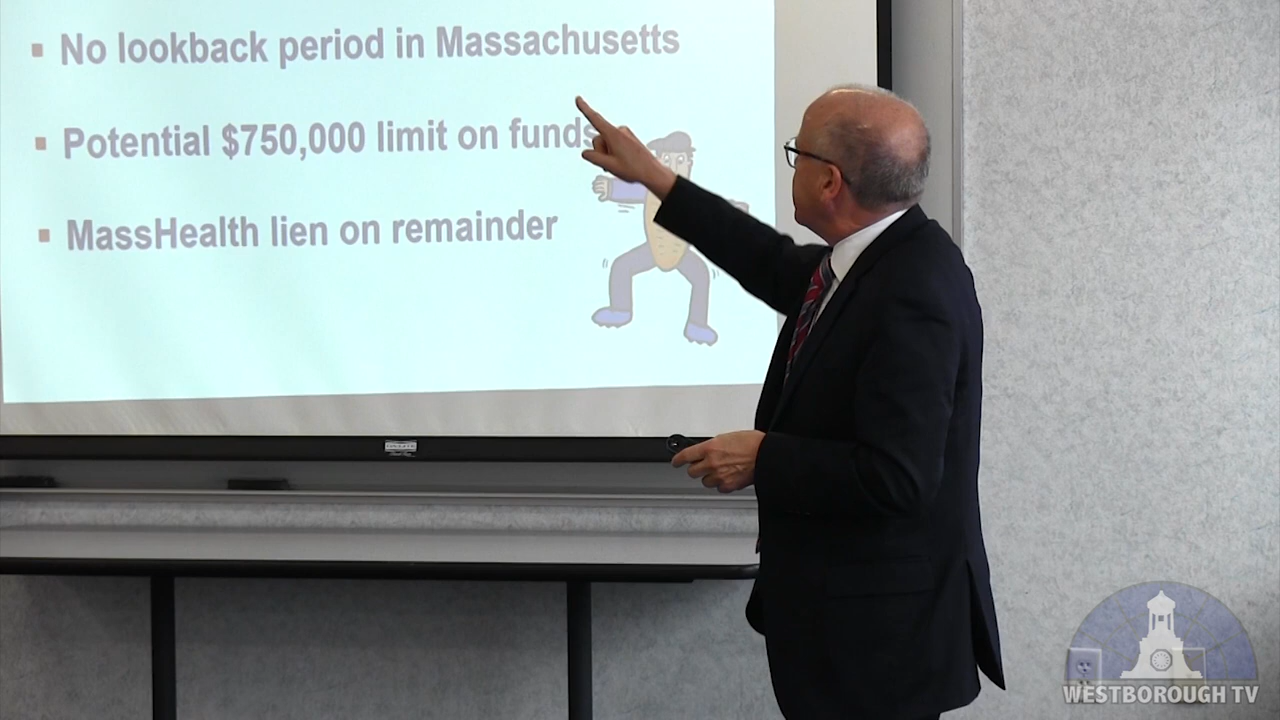 ▪ No lookback period in Massachusetts
▪ Potential $750,000 limit on funds
▪ MassHealth lien on remainder
WESTBOROUGH TV